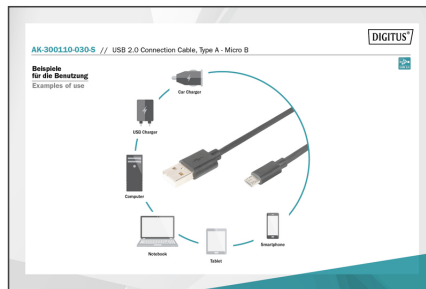 DIGITUS®
AK-300110-030-S // USB 2.0 Connection Cable, Type A - Micro B
Beispiele
für die Benutzung
Examples of use
Car Charger
USB Charger
Computer
Notebook
Tablet
Smartphone